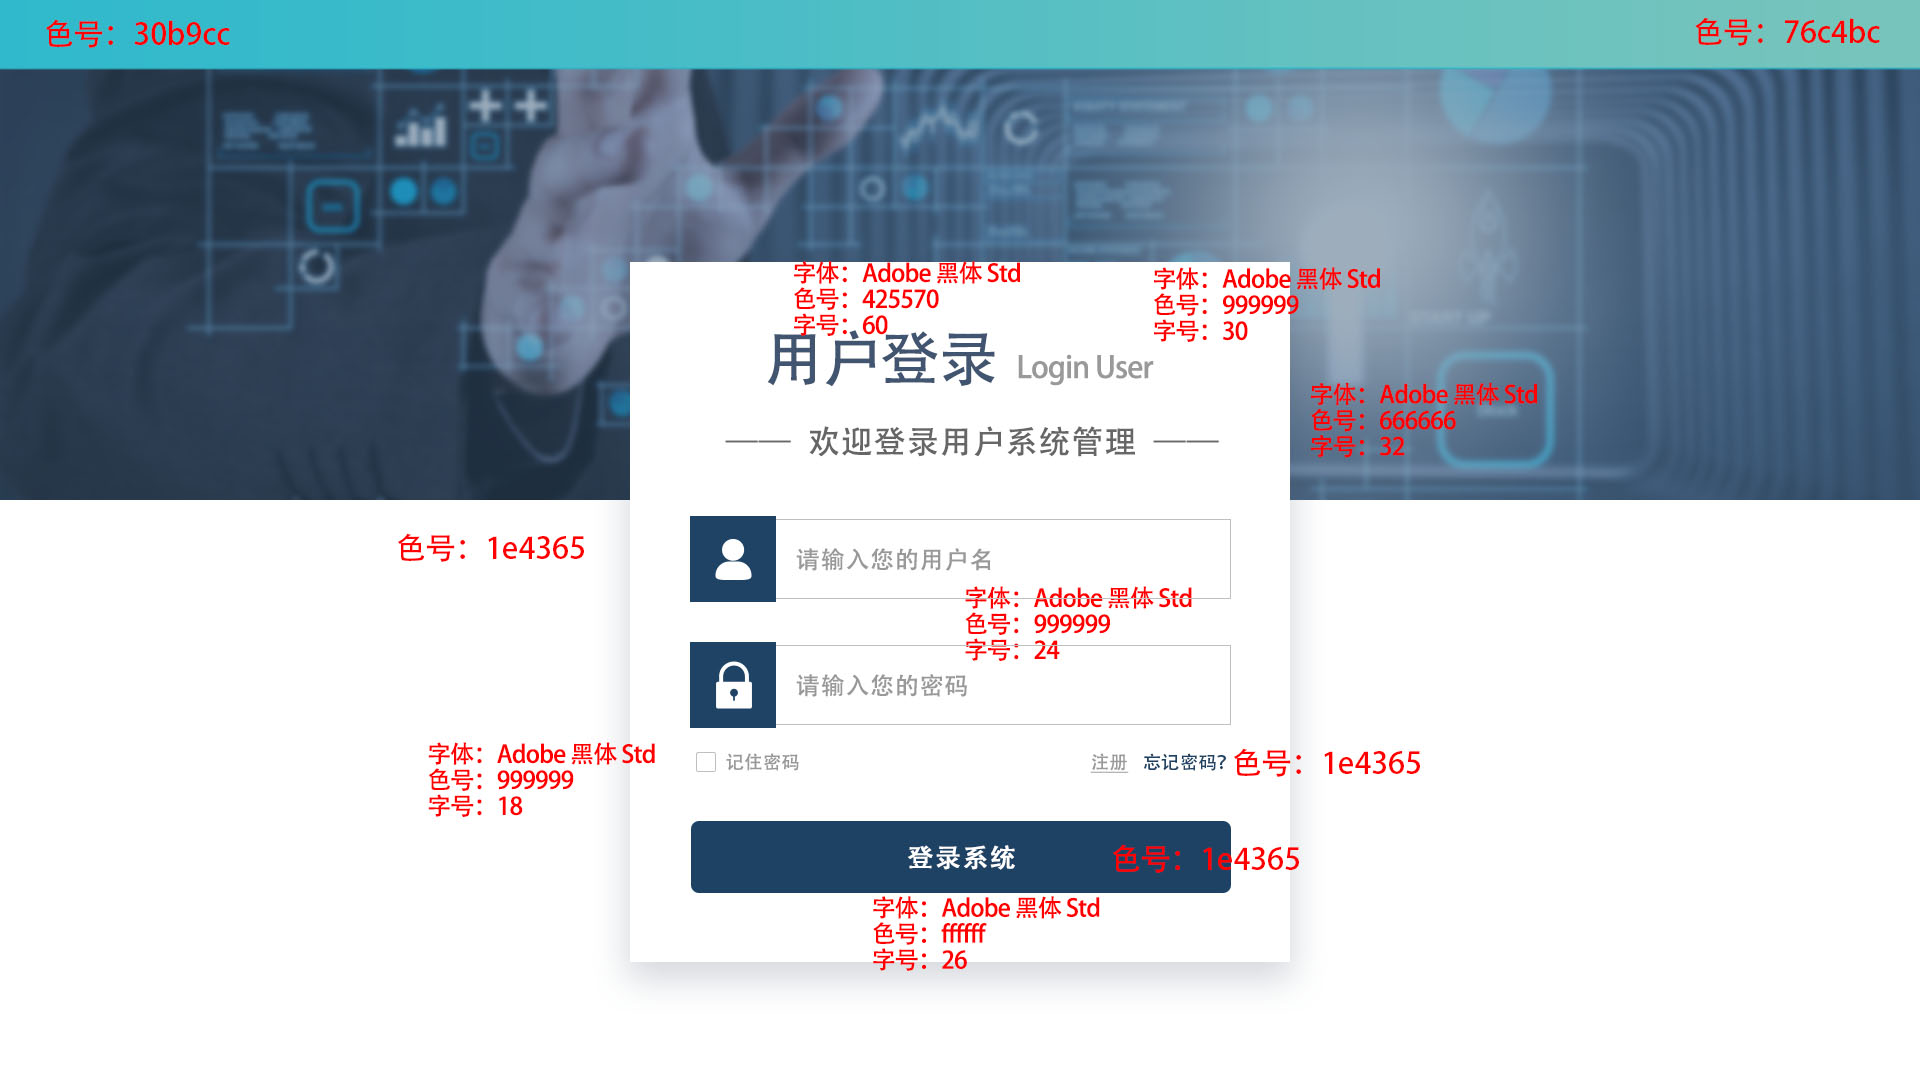 色号：30b9cc
色号：76c4bc
字体：Adobe 黑体 Std
色号：425570
字号：60
字体：Adobe 黑体 Std
色号：999999
字号：30
用户登录 Login User
字体：Adobe 黑体 Std
色号：666666
字号：32
—— 欢迎登录用户系统管理 ——
色号：1e4365
请输入您的用户名
字体：Adobe 黑体 Std
色号：999999
字号：24
请输入您的密码
字体：Adobe 黑体 Std
色号：999999
字号：18
记住密码
注册 忘记密码?
色号：1e4365
登录系统
色号：1e4365
字体：Adobe 黑体 Std
色号：ffffff
字号：26